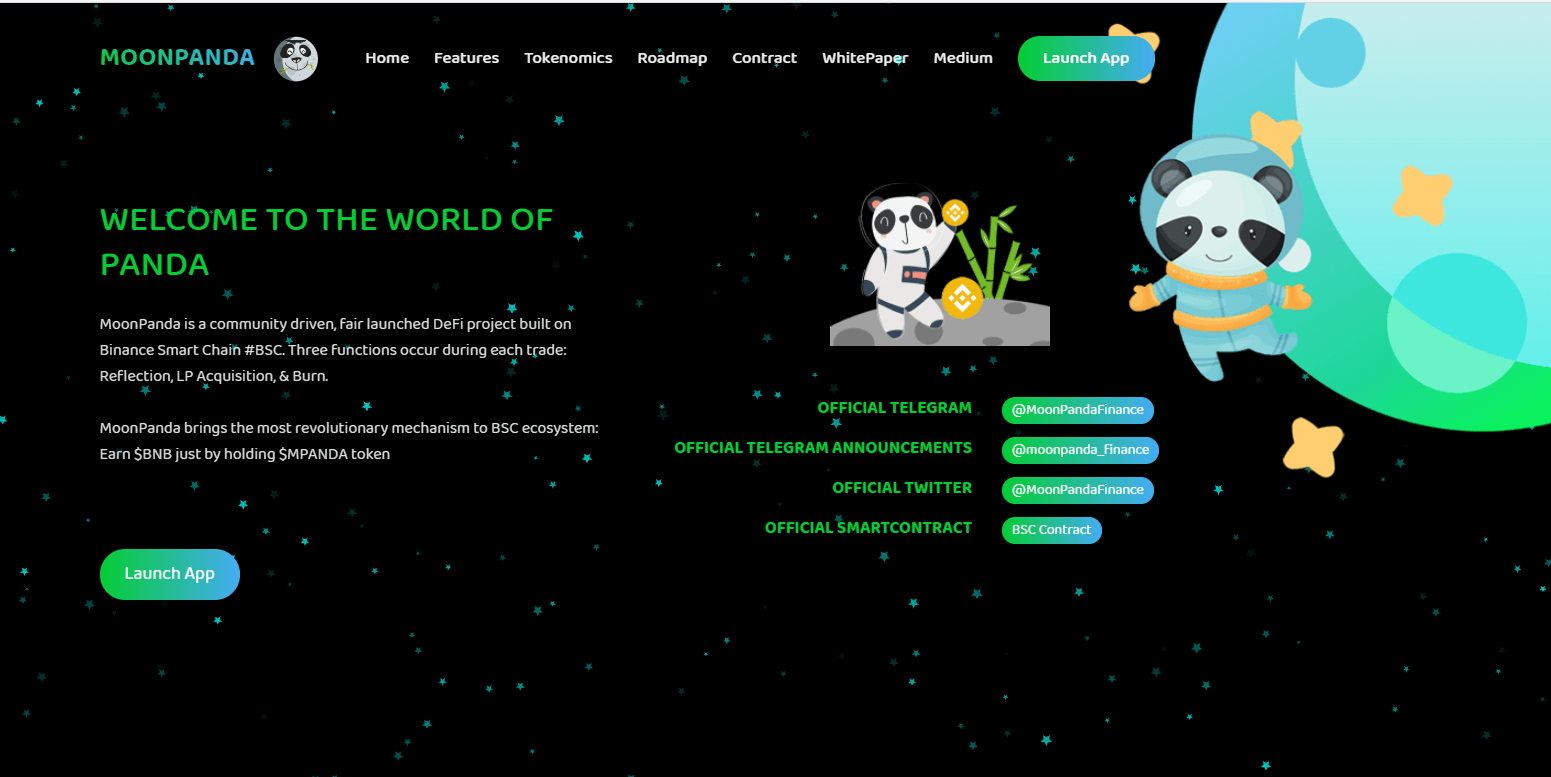 MOONPANDA
Home
Features
Tokenomics
Roadmap
Contract
WhitePaper
Medium
Launch App
WELCOME TO THE WORLD OF
PANDA
MoonPanda is a community driven, fair launched DeFi project built on
Binance Smart Chain #BSC. Three functions occur during each trade:
Reflection, LP Acquisition, & Burn.
MoonPanda brings the most revolutionary mechanism to BSC ecosystem:
Earn $BNB just by holding $MPANDA token
Launch App
OFFICIAL TELEGRAM
@MoonPandaFinance
OFFICIAL TELEGRAM ANNOUNCEMENTS
@moonpanda_finance
OFFICIAL TWITTER
@MoonPandaFinance
OFFICIAL SMARTCONTRACT
BSC Contract